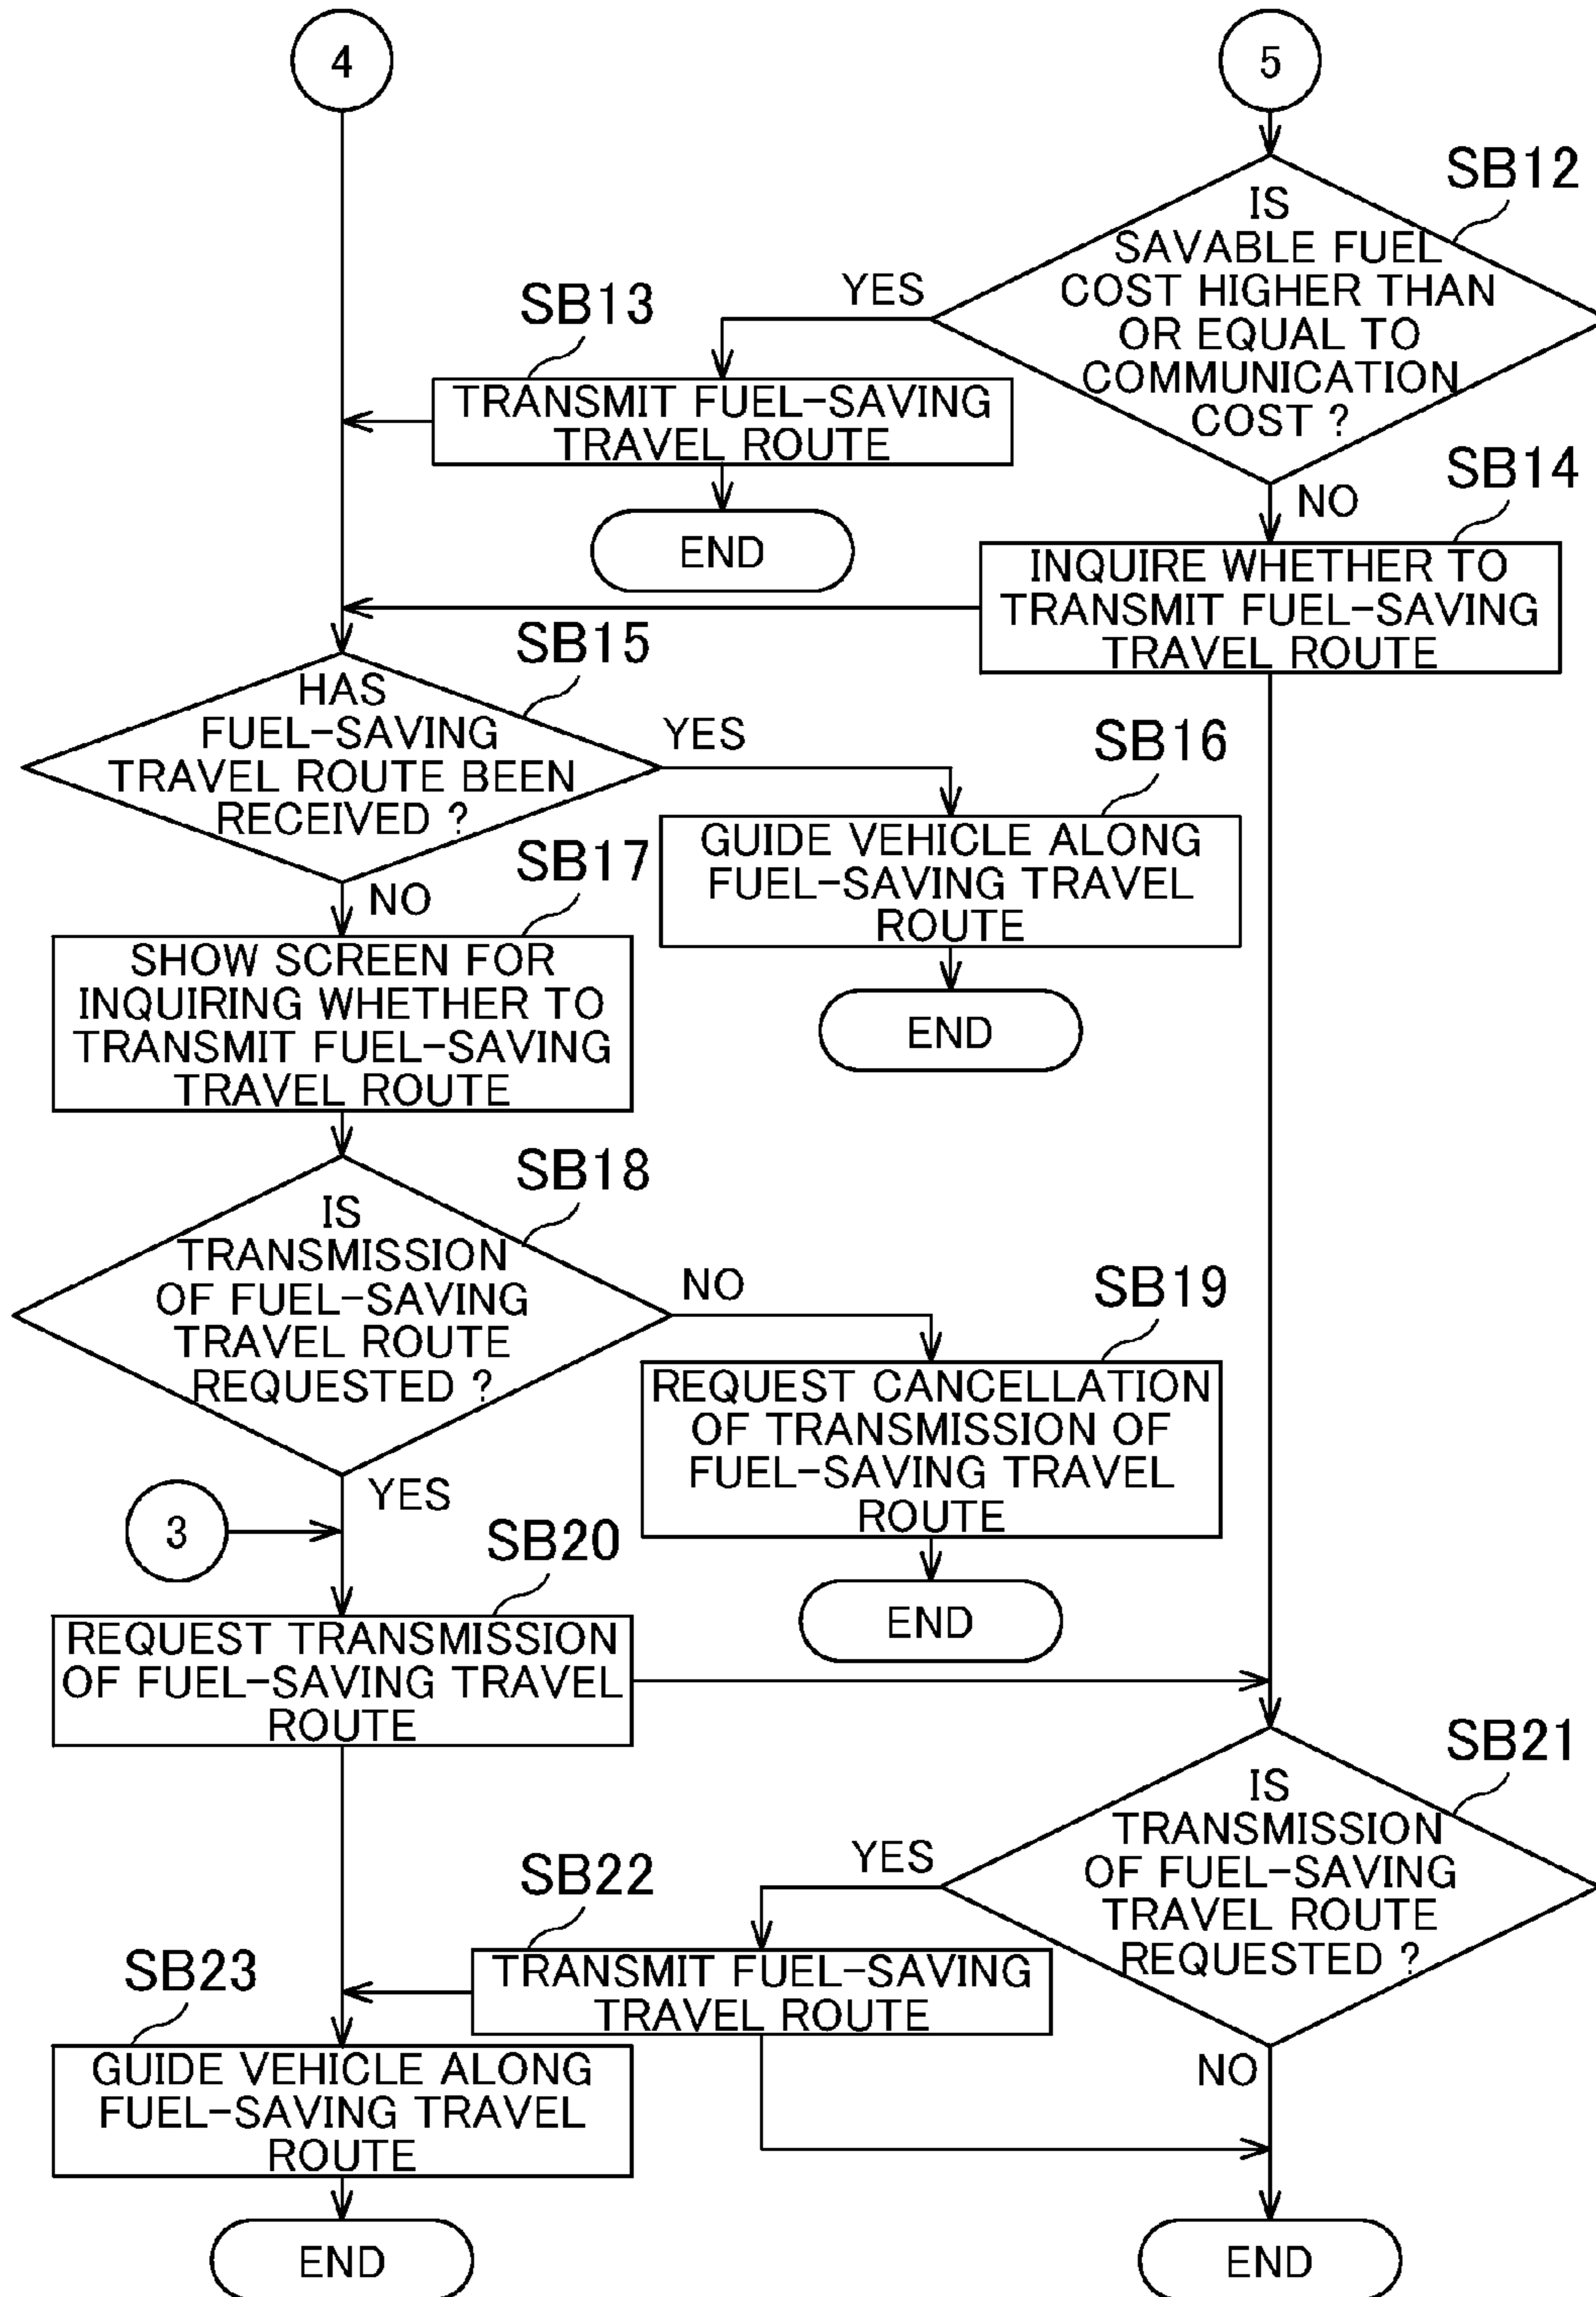 4
5
SB12
IS
SAVABLE FUEL
COST HIGHER THAN
OR EQUAL TO
COMMUNICATION
COST ?
YES
SB13
TRANSMIT FUEL-SAVING
TRAVEL ROUTE
END
NO
SB14
INQUIRE WHETHER TO
TRANSMIT FUEL-SAVING
TRAVEL ROUTE
SB15
HAS
FUEL-SAVING
TRAVEL ROUTE BEEN
RECEIVED ?
YES
SB16
GUIDE VEHICLE ALONG
FUEL-SAVING TRAVEL
ROUTE
END
NO
SB17
SHOW SCREEN FOR
INQUIRING WHETHER TO
TRANSMIT FUEL-SAVING
TRAVEL ROUTE
SB18
IS
TRANSMISSION
OF FUEL-SAVING
TRAVEL ROUTE
REQUESTED ?
NO
SB19
REQUEST CANCELLATION
OF TRANSMISSION OF
FUEL-SAVING TRAVEL
ROUTE
END
YES
3
SB20
REQUEST TRANSMISSION
OF FUEL-SAVING TRAVEL
ROUTE
SB21
IS
TRANSMISSION
OF FUEL-SAVING
TRAVEL ROUTE
REQUESTED ?
YES
SB22
TRANSMIT FUEL-SAVING
TRAVEL ROUTE
NO
SB23
GUIDE VEHICLE ALONG
FUEL-SAVING TRAVEL
ROUTE
END
END